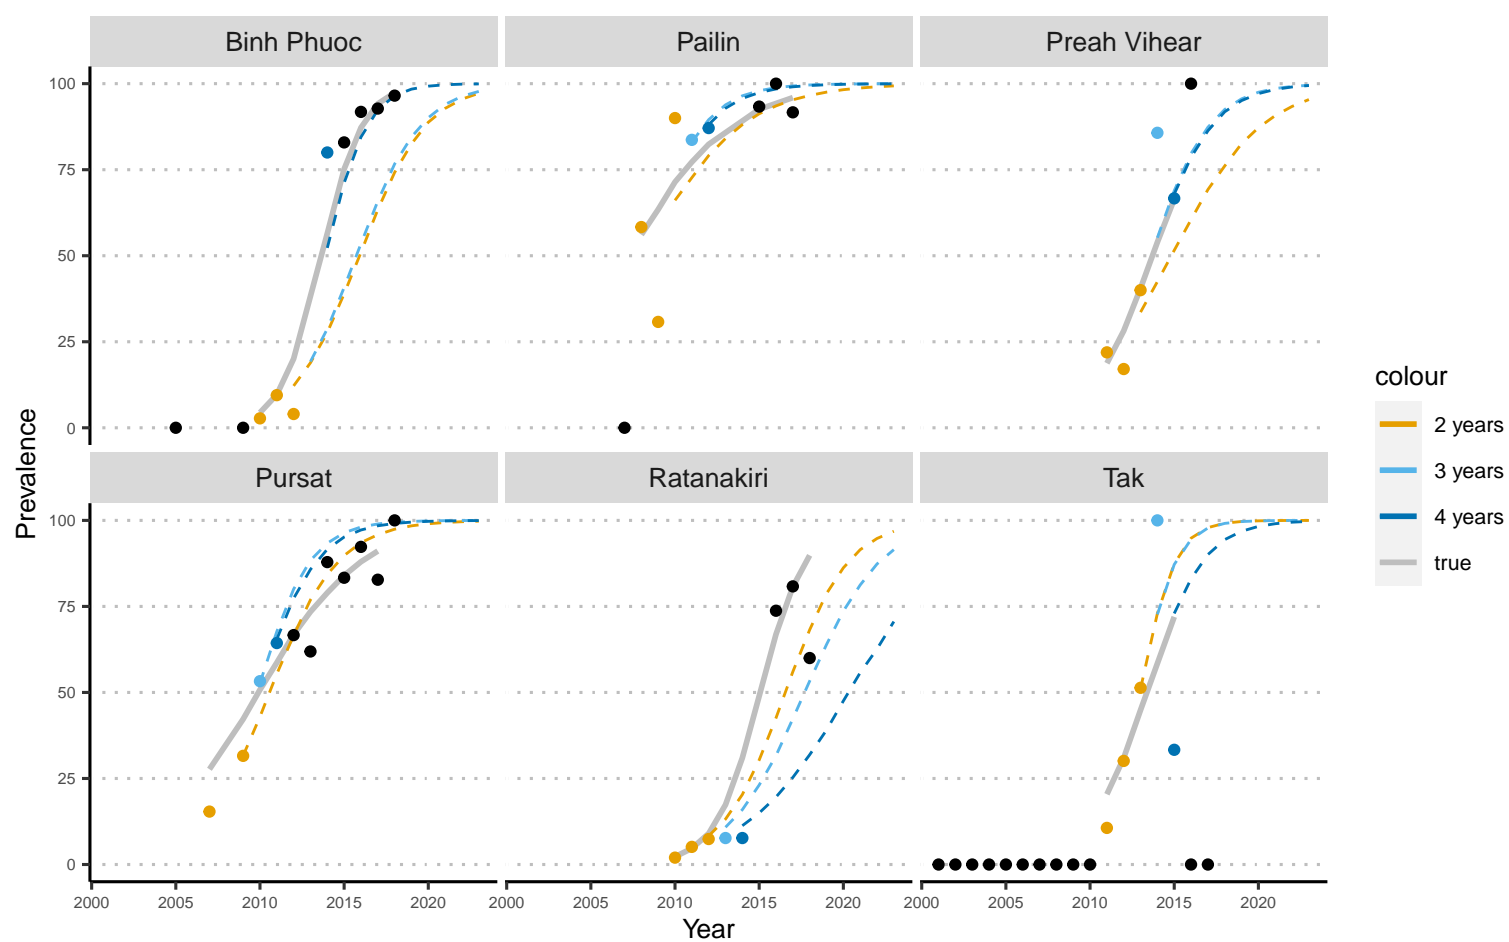 Binh Phuoc
Pailin
Preah Vihear
100
75
50
25
0
Pursat
Ratanakiri
Tak
100
75
50
25
0
2000 2005 2010 2015 2020
2000 2005 2010 2015 2020
2000 2005 2010 2015 2020
Year
Prevalence
colour
2 years
3 years
4 years
true